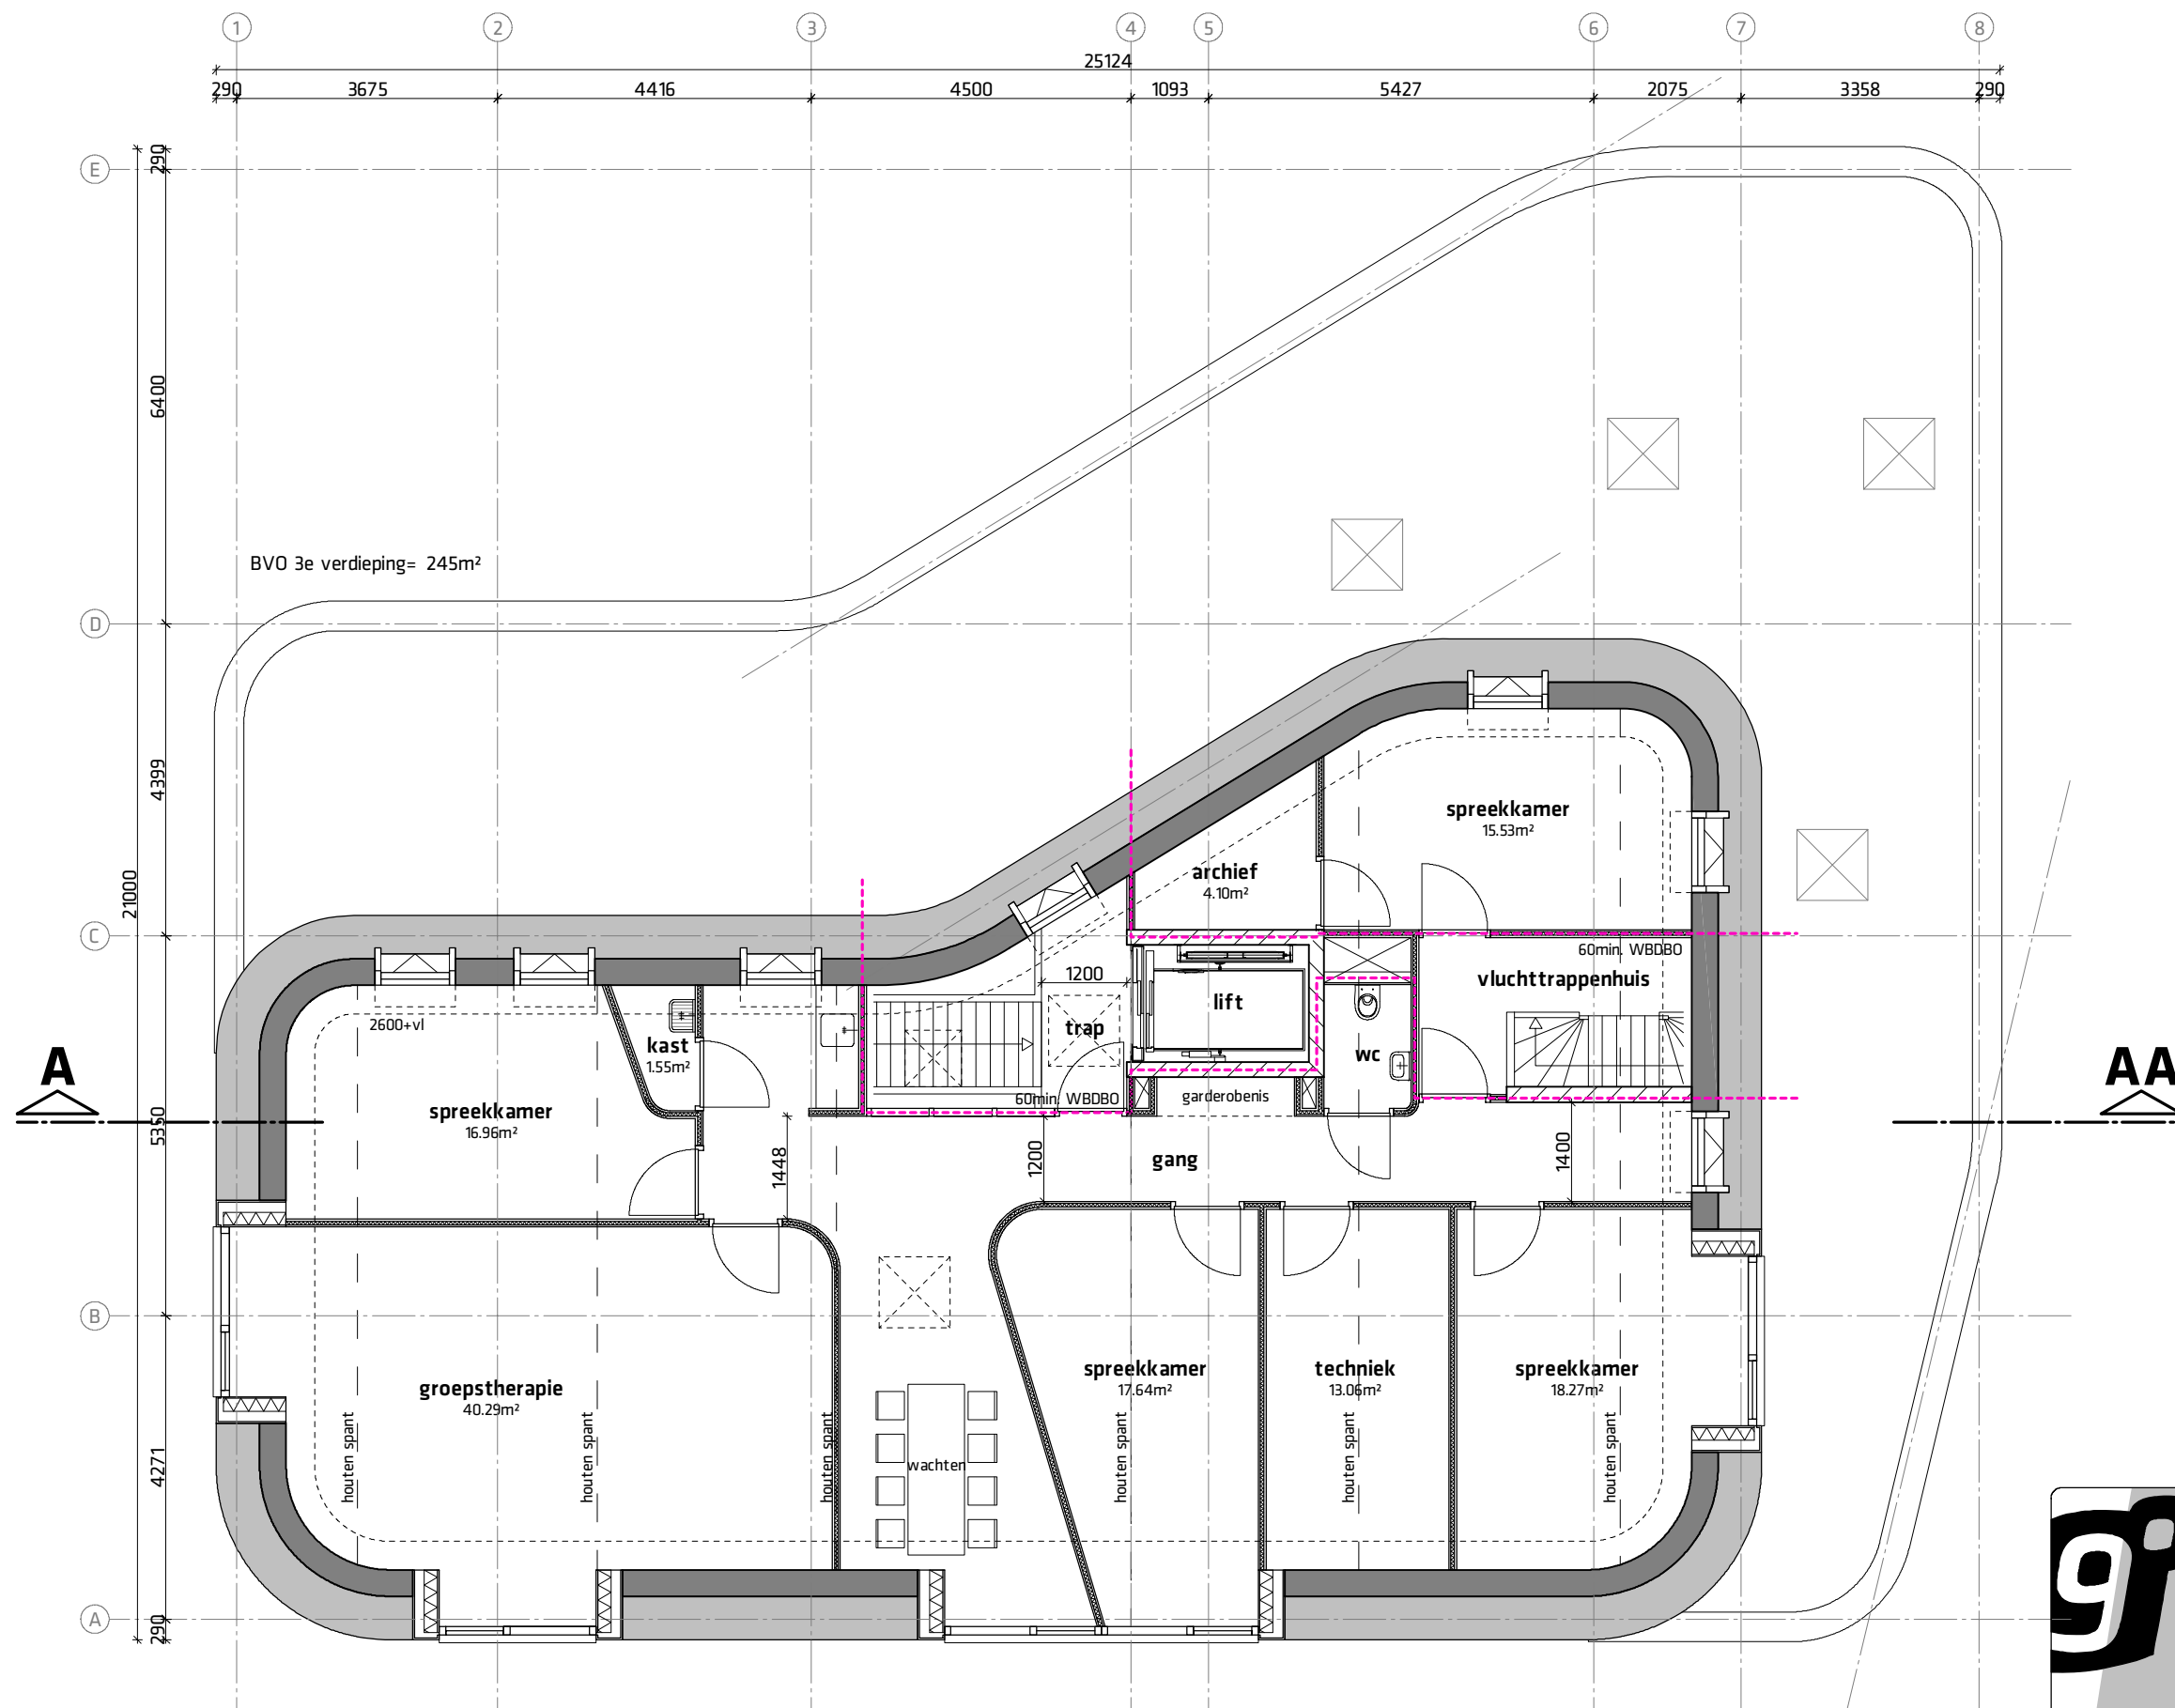 1 2 3 4 5 6 7 8
25124
290 3675 4416 4500 1093 5427 2075 3358 290
E
290
6400
BVO 3e verdieping= 245m²
D
4399
21000
spreekkamer
15.53m²
archief
4.10m²
C
60min. WBDBO
vluchttrappenhuis
1200
lift
2600+vl
trap
kast
1.55m²
wc
A
AA
spreekkamer
16.96m²
60min. WBDBO
garderobenis
5350
1448
1200
gang
1400
B
groepstherapie
40.29m²
spreekkamer
17.64m²
techniek
13.06m²
spreekkamer
18.27m²
wachten
houten spant
houten spant
houten spant
houten spant
houten spant
houten spant
4271
A
290
g